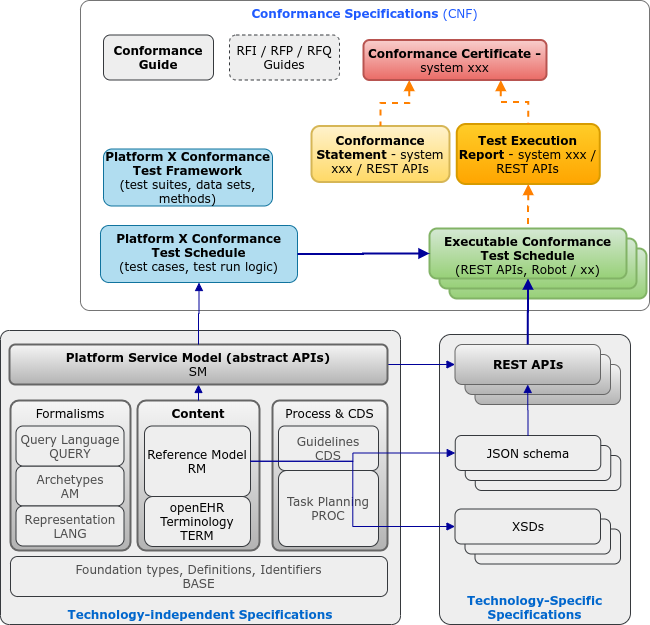 Conformance Specifications (CNF)
Conformance
Guide
RFI / RFP / RFQ
Guides
Conformance Certificate –
system xxx
Conformance
Statement - system
xxx / REST APIs
Test Execution
Report - system xxx /
REST APIs
Platform X Conformance
Test Framework
(test suites, data sets,
methods)
Platform X Conformance
Test Schedule
(test cases, test run logic)
Executable Conformance
Test Schedule
(REST APIs, Robot / xx)
Platform Service Model (abstract APIs)
SM
REST APIs
Formalisms
Content
Process & CDS
Query Language
QUERY
Archetypes
AM
Representation
LANG
Reference Model
RM
openEHR
Terminology
TERM
Guidelines
CDS
Task Planning
PROC
JSON schema
XSDs
Foundation types, Definitions, Identifiers
BASE
Technology-independent Specifications
Technology-Specific
Specifications